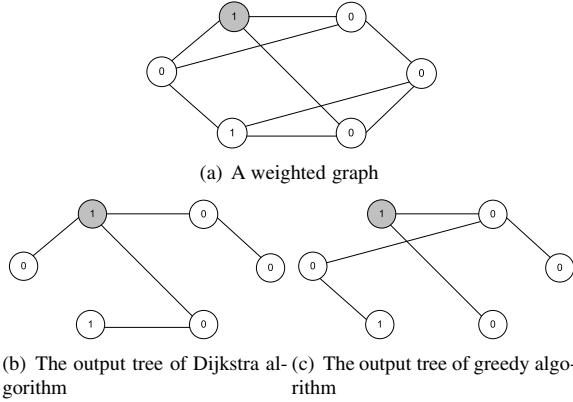 1 0
0 0
1 0
(a) A weighted graph
1 0
0 0
1 0
1 0
0 0
1 0
(b) The output tree of Dijkstra al-
gorithm
(c) The output tree of greedy algo-
rithm